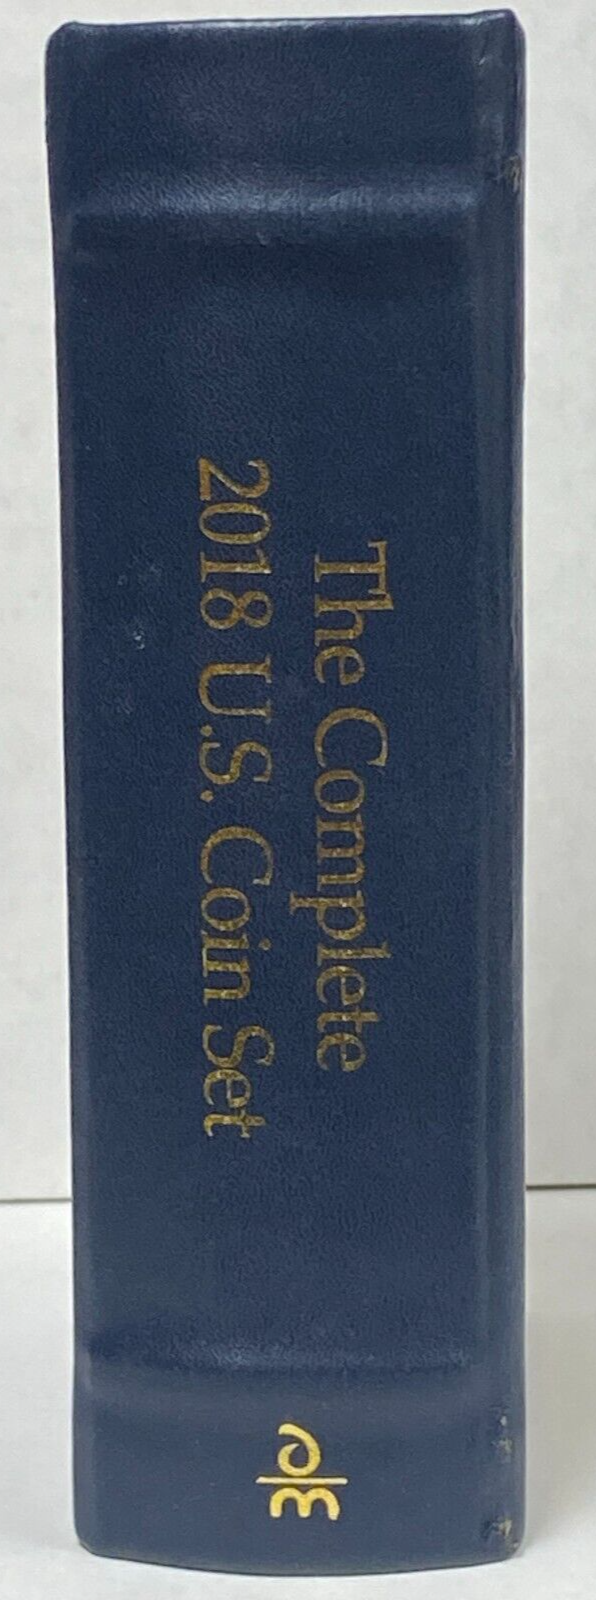 The Complete
2018 U.S. Coin Set